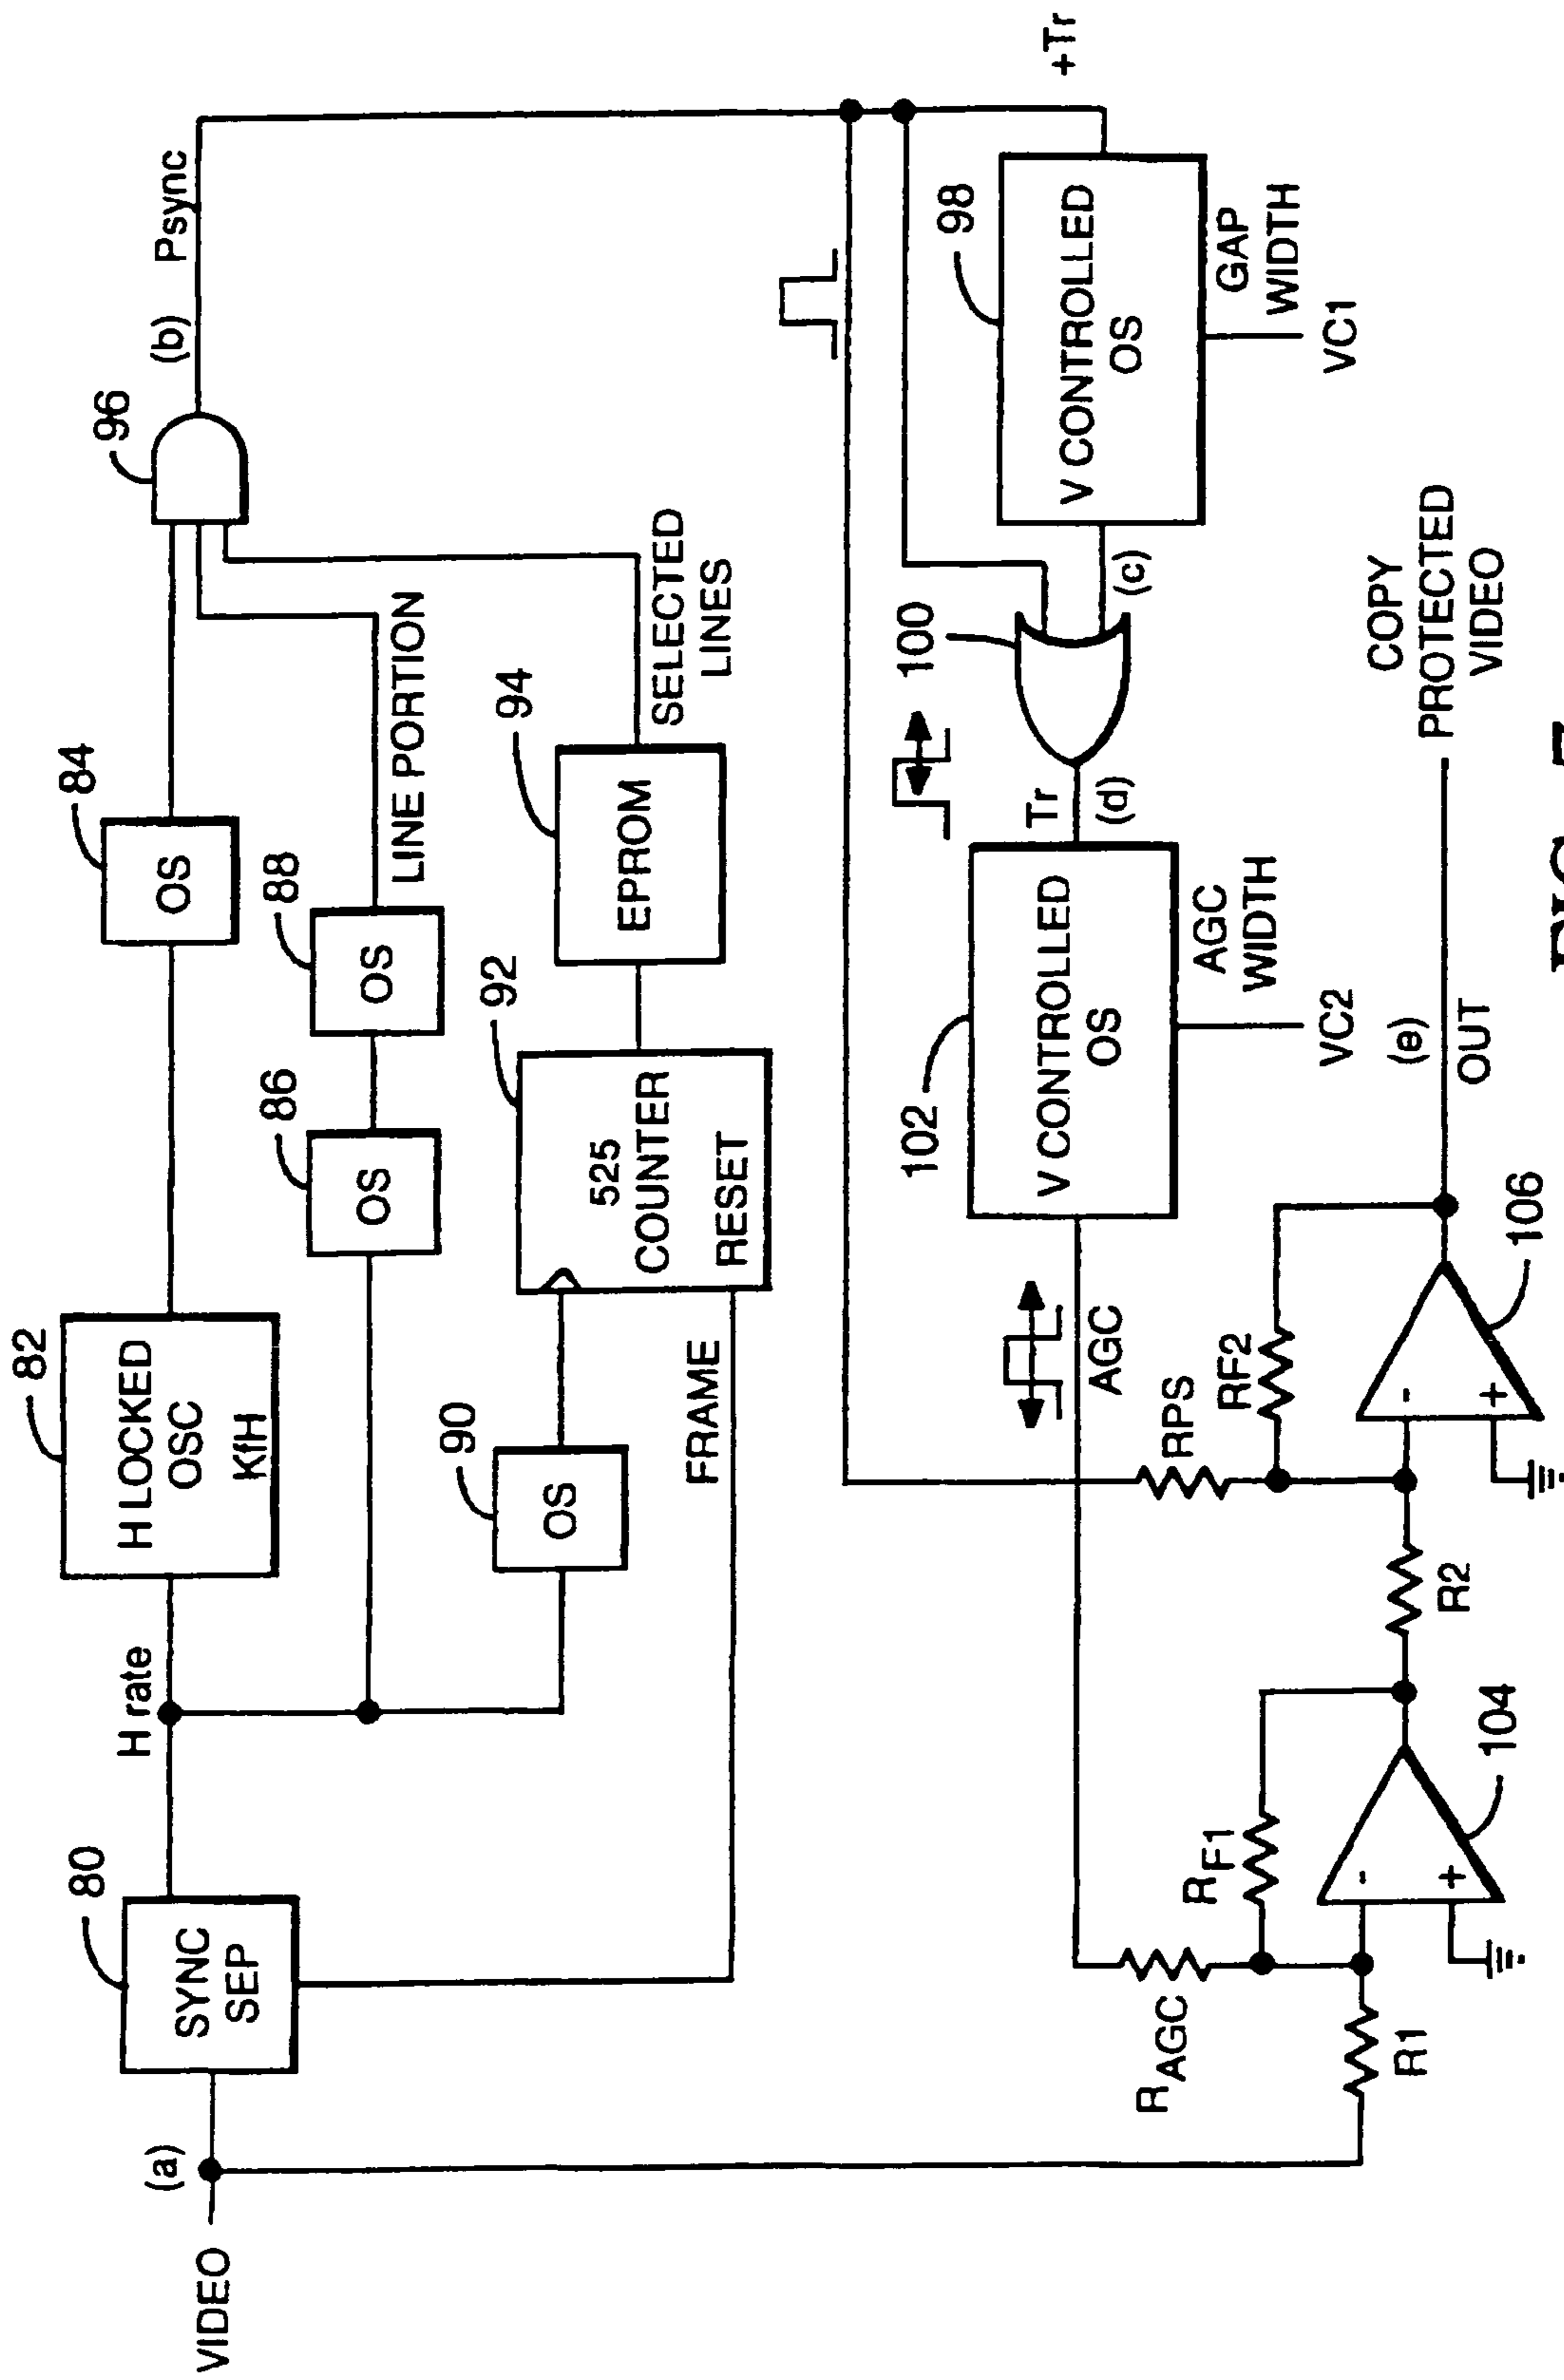 VIDEO
(a)
80
SYNC
SEP
H rate
82
H LOCKED
OSC
KfH
84
OS
86
OS
88
OS
LINE PORTION
90
OS
92
525
COUNTER
RESET
FRAME
94
EPROM
SELECTED
LINES
96
(b)
Psync
+Tr
98
V CONTROLLED
OS
GAP
WIDTH
VC1
(c)
100
Tr
(d)
102
V CONTROLLED
OS
AGC
WIDTH
VC2
AGC
RPS
RF2
RAGC
RF1
R1
-
+
104
R2
-
+
106
(e)
OUT
COPY
PROTECTED
VIDEO